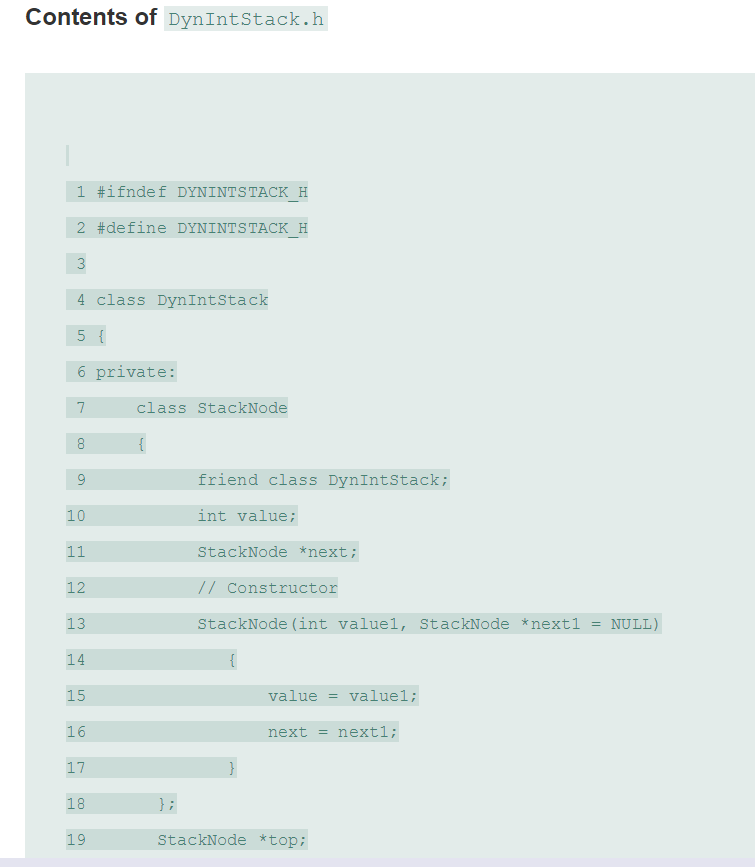 Contents of DynIntStack.h
1 #ifndef DYNINTSTACK_H
2 #define DYNINTSTACK_H
3
4 class DynIntStack
5 {
6 private:
7     class StackNode
8     {
9           friend class DynIntStack;
10           int value;
11           StackNode *next;
12           // Constructor
13           StackNode(int value1, StackNode *next1 = NULL)
14              {
15                  value = value1;
16                  next = next1;
17              }
18       };
19       StackNode *top;